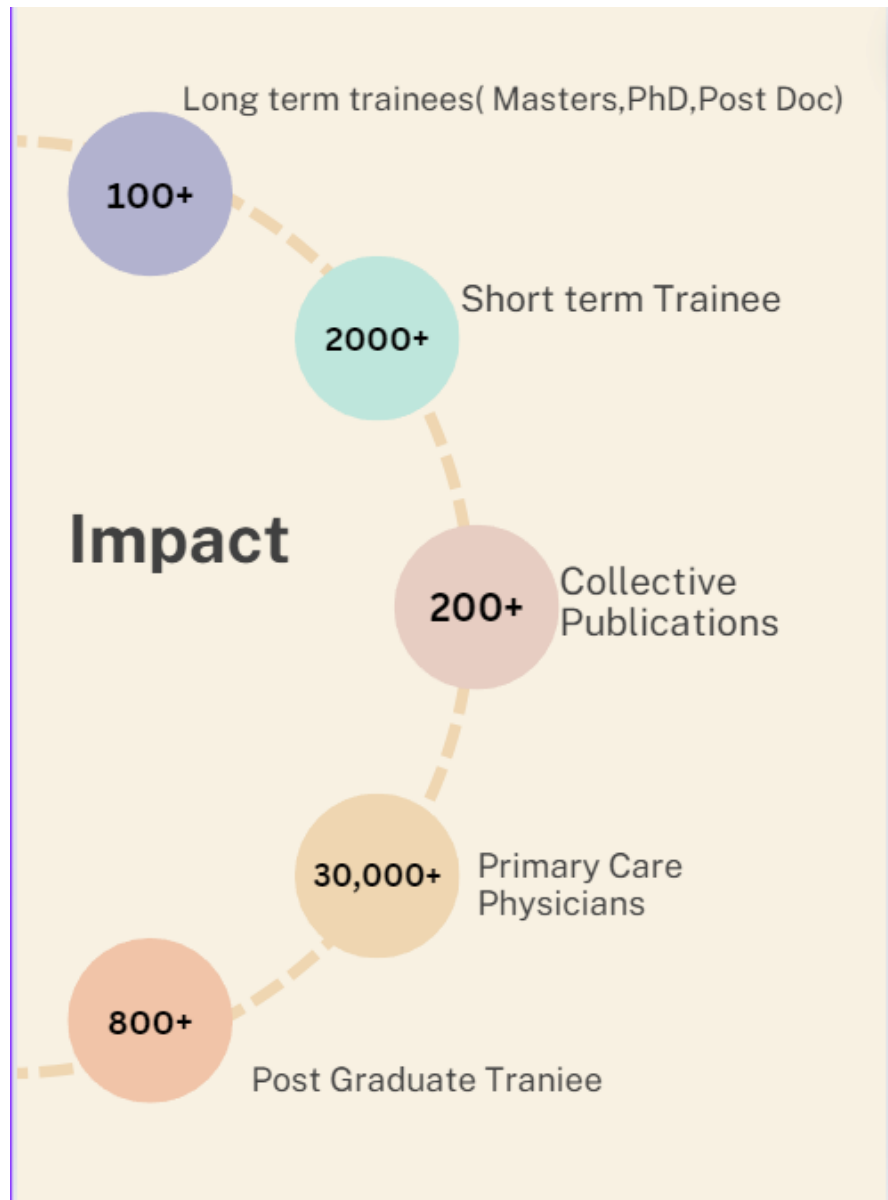 Long term trainees( Masters,PhD,Post Doc)
100+
Short term Trainee
2000+
Impact
Collective
Publications
200+
Primary Care
Physicians
30,000+
800+
Post Graduate Traniee